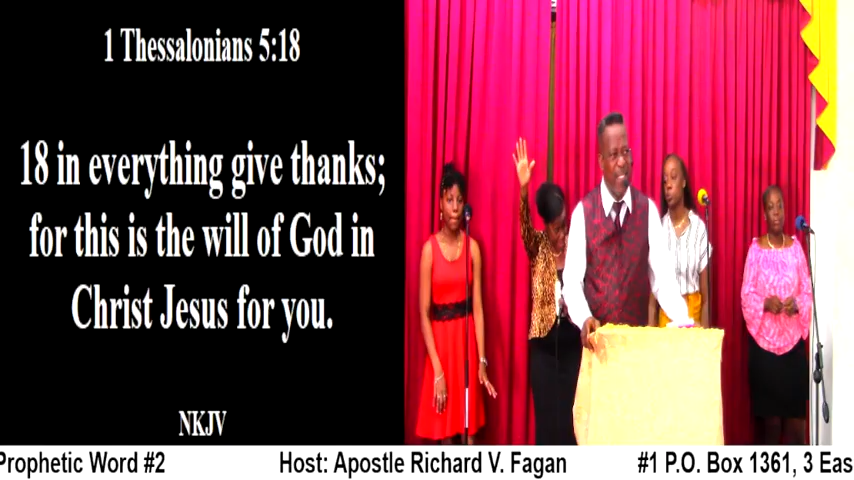 1 Thessalonians 5:18
18 in everything give thanks;
for this is the will of God in
Christ Jesus for you.
NKJV
Prophetic Word #2 Host: Apostle Richard V. Fagan #1 P.O. Box 1361, 3 Eas